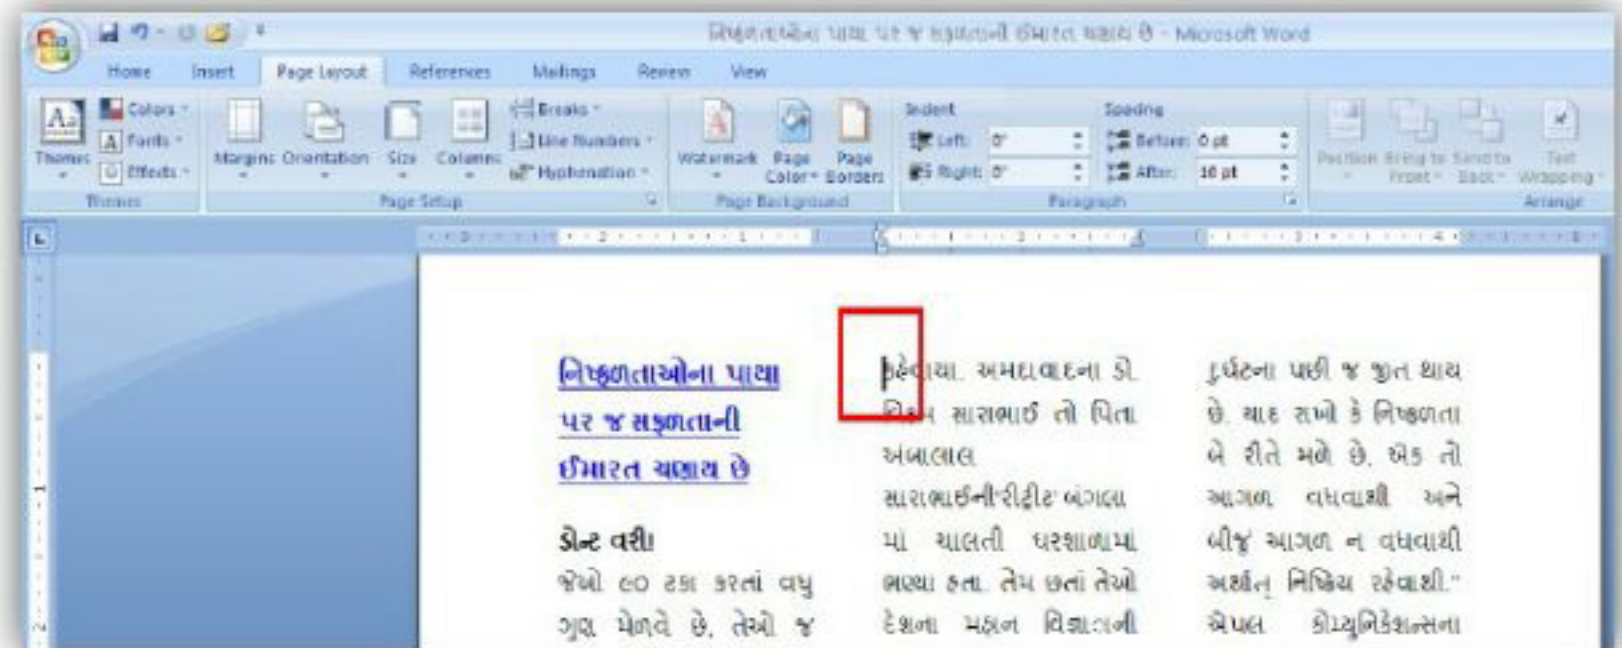 નિષ્ફળતાઓના પાયા પર જ સફળતાની ઈમારત ચણાય છે - Microsoft Word
Home Insert Page Layout References Mailings Review View
Colors
Fonts
Effects
Themes
Margins Orientation Size Columns
Breaks
Line Numbers
Hyphenation
Watermark Page Color Page Borders
Indent
Left: 0"
Right: 0"
Spacing
Before: 0 pt
After: 10 pt
Position Bring to Front Send to Back Text Wrapping
Themes Page Setup Page Background Paragraph Arrange
નિષ્ફળતાઓના પાયા
પર જ સફળતાની
ઈમારત ચણાય છે
ડોન્ટ વરી!
જેઓ ૯૦ ટકા કરતાં વધુ
ગુણ મેળવે છે, તેઓ જ
કહેવાયા. અમદાવાદના ડો.
વિક્રમ સારાભાઈ તો પિતા
અંબાલાલ
સારાભાઈની'રીટ્રીટ' બંગલા
માં ચાલતી ઘરશાળામાં
ભણ્યા હતા. તેમ છતાં તેઓ
દેશના મહાન વિજ્ઞાની
દુર્ઘટના પછી જ જીત થાય
છે. યાદ રાખો કે નિષ્ફળતા
બે રીતે મળે છે. એક તો
આગળ વધવાથી અને
બીજું આગળ ન વધવાથી
અર્થાત્ નિષ્ક્રિય રહેવાથી."
એપલ કોમ્યુનિકેશન્સના